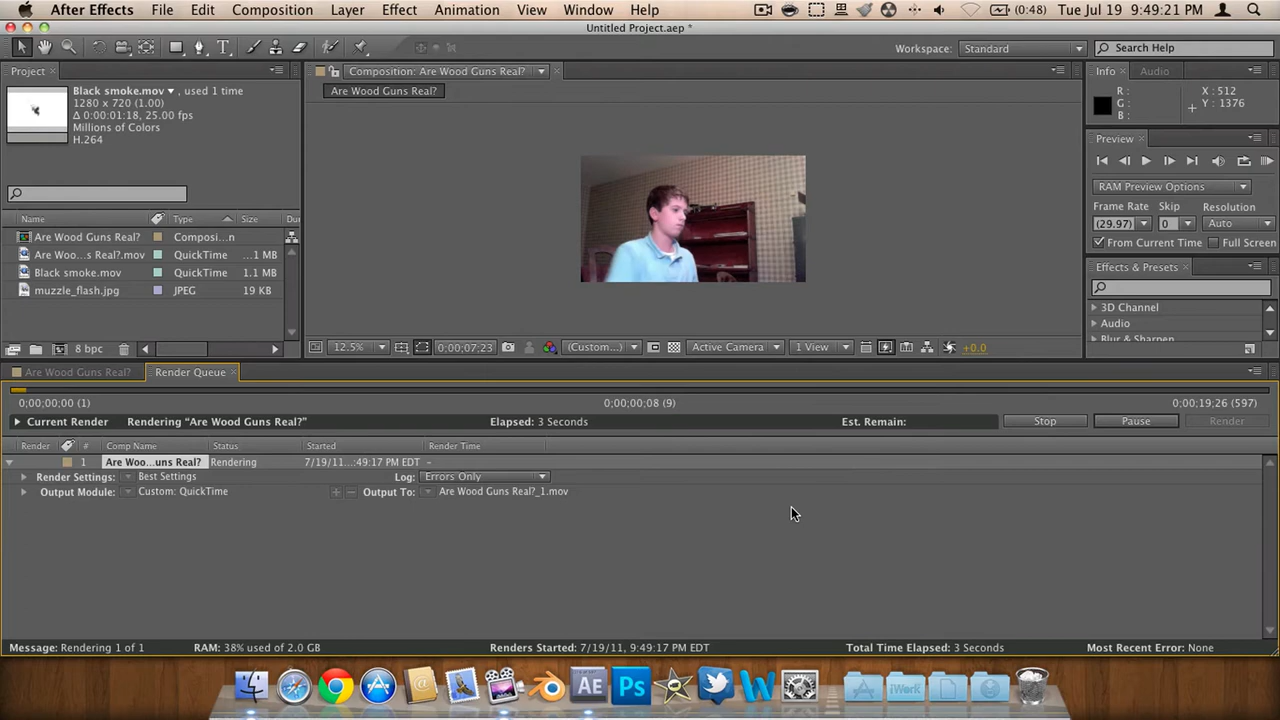 After Effects File Edit Composition Layer Effect Animation View Window Help (0:48) Tue Jul 19 9:49:21 PM
Untitled Project.aep *
Workspace: Standard Search Help
Project
Black smoke.mov ▼, used 1 time
1280 x 720 (1.00)
Δ 0:00:01:18, 25.00 fps
Millions of Colors
H.264
Name Type Size Du
Are Wood Guns Real? Composi...n
Are Woo...s Real?.mov QuickTime ...1 MB
Black smoke.mov QuickTime 1.1 MB
muzzle_flash.jpg JPEG 19 KB
8 bpc
Composition: Are Wood Guns Real?
Are Wood Guns Real?
12.5% 0;00;07;23 (Custom... Active Camera 1 View +0.0
Info Audio
R : X : 512
G : Y : 1376
B :
Preview
RAM Preview Options
Frame Rate Skip Resolution
(29.97) 0 Auto
From Current Time Full Screen
Effects & Presets
3D Channel
Audio
Blur & Sharpen
Are Wood Guns Real? Render Queue
0;00;00;00 (1) 0;00;00;08 (9) 0:00:19:26 (597)
Current Render Rendering “Are Wood Guns Real?” Elapsed: 3 Seconds Est. Remain: Stop Pause Render
Render # Comp Name Status Started Render Time
1 Are Woo...uns Real? Rendering 7/19/11...:49:17 PM EDT -
Render Settings: Best Settings Log: Errors Only
Output Module: Custom: QuickTime + − Output To: Are Wood Guns Real?_1.mov
Message: Rendering 1 of 1 RAM: 38% used of 2.0 GB Renders Started: 7/19/11, 9:49:17 PM EDT Total Time Elapsed: 3 Seconds Most Recent Error: None
AE Ps W iWork